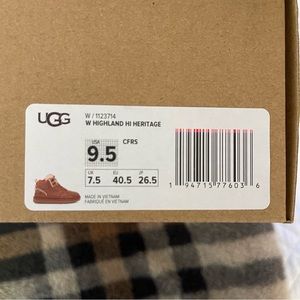 UGG
W / 1123714
W HIGHLAND HI HERITAGE
USA
9.5
CFRS
UK
7.5
EU
40.5
JP
26.5
MADE IN VIETNAM
FABRIQUÉ EN VIETNAM
1 94715 77603 6